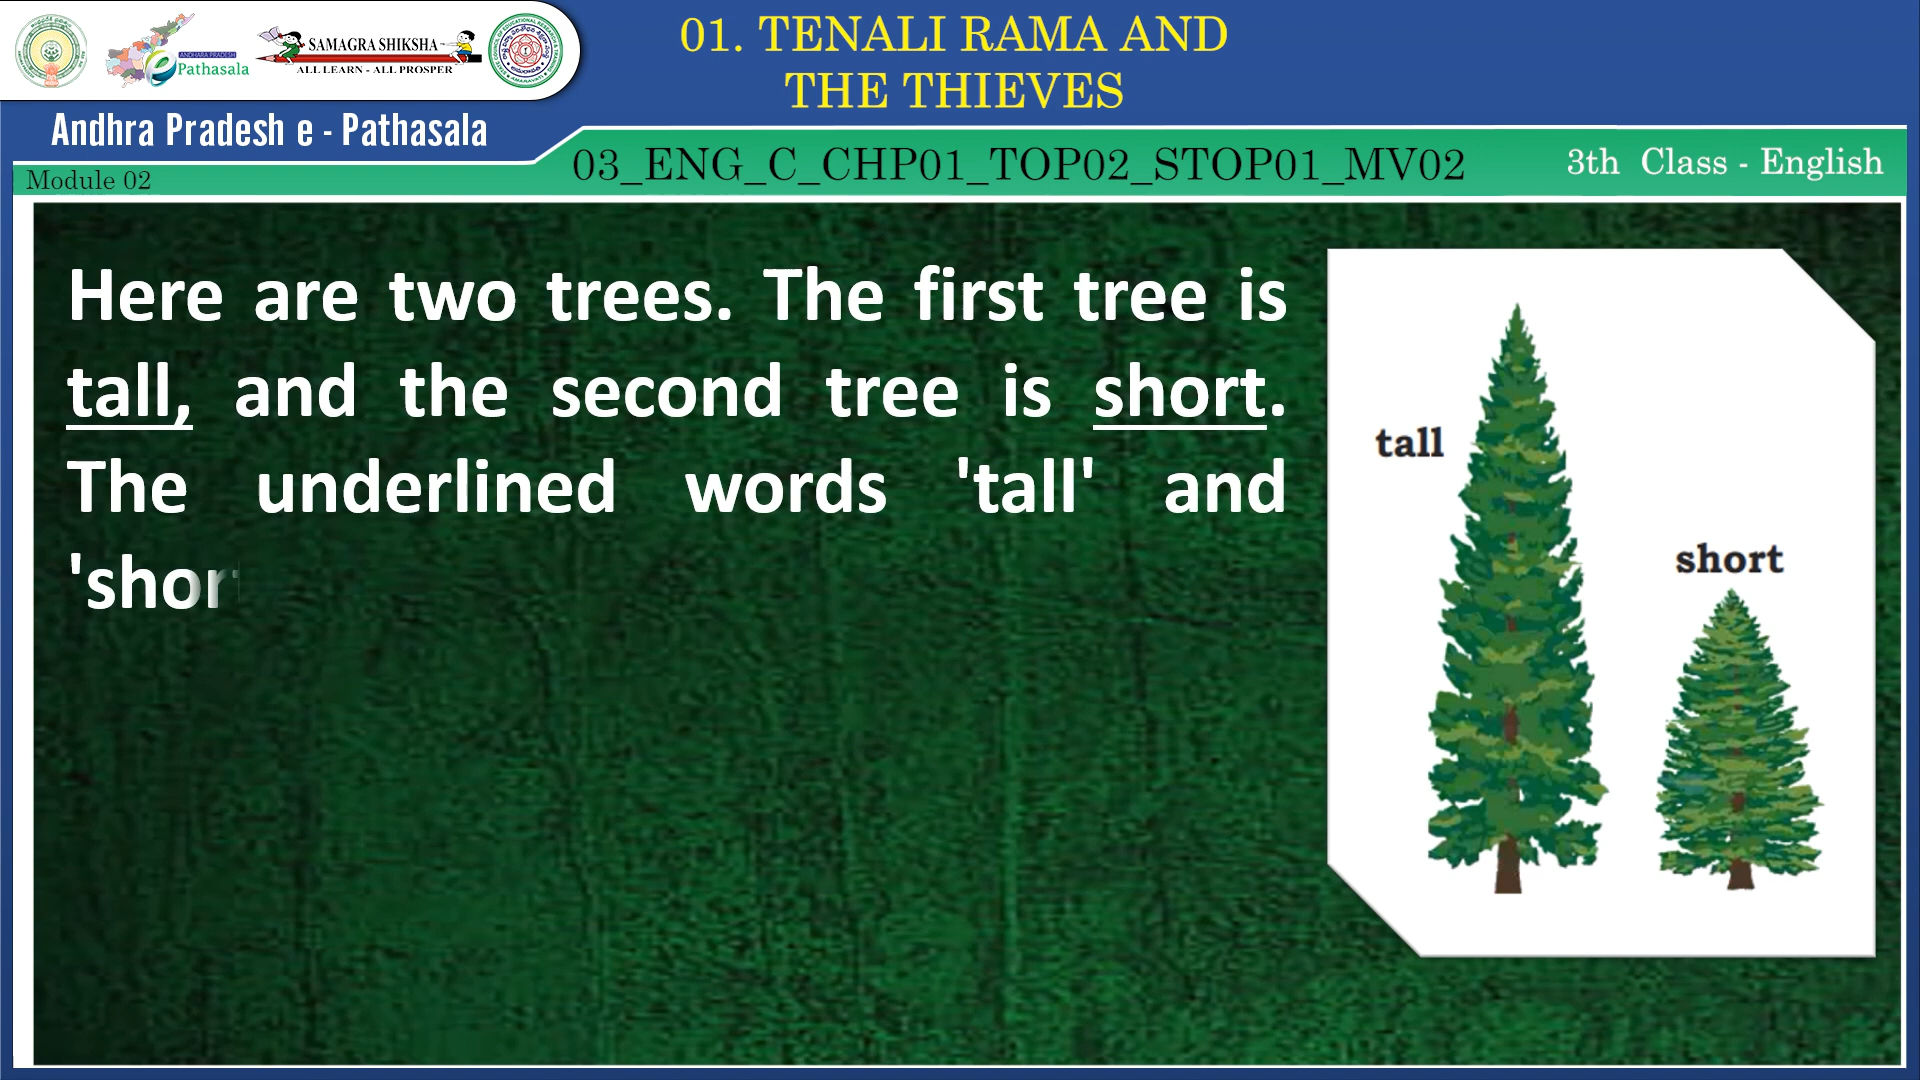 ANDHRA PRADESH
e Pathasala
SAMAGRA SHIKSHA
ALL LEARN - ALL PROSPER
Andhra Pradesh e - Pathasala
Module 02
01. TENALI RAMA AND
THE THIEVES
03_ENG_C_CHP01_TOP02_STOP01_MV02
3th Class - English
Here are two trees. The first tree is
tall, and the second tree is short.
The underlined words 'tall' and
'shor
tall
short